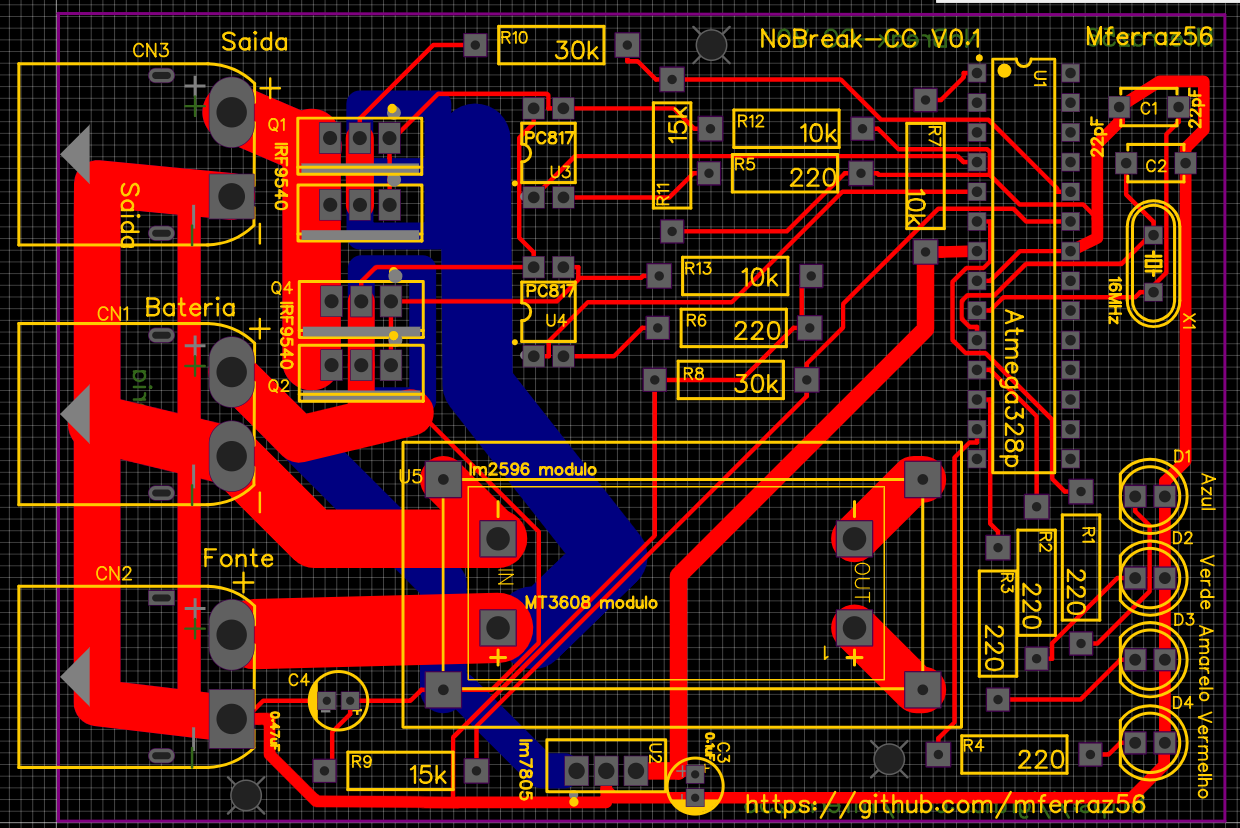 Saida
CN3
+
-
Q1
IRF9540
Saida
R10
30k
NoBreak-CC V0.1
Mferraz56
PC817
U3
15k
R11
R12
10k
R5
220
R7
10k
U1
Atmega328p
C1
22pF
C2
22pF
16MHz
X1
Bateria
CN1
+
-
Q4
IRF9540
Q2
PC817
U4
R13
10k
R6
220
R8
30k
Fonte
CN2
+
U5
lm2596 modulo
-
IN
MT3608 modulo
+
-
OUT
1
+
D1
Azul
D2
Verde
D3
Amarelo
D4
Vermelho
R1
220
R2
220
R3
220
R4
220
C4
0.47uF
R9
15k
lm7805
U2
C3
0.1uF
https://github.com/mferraz56